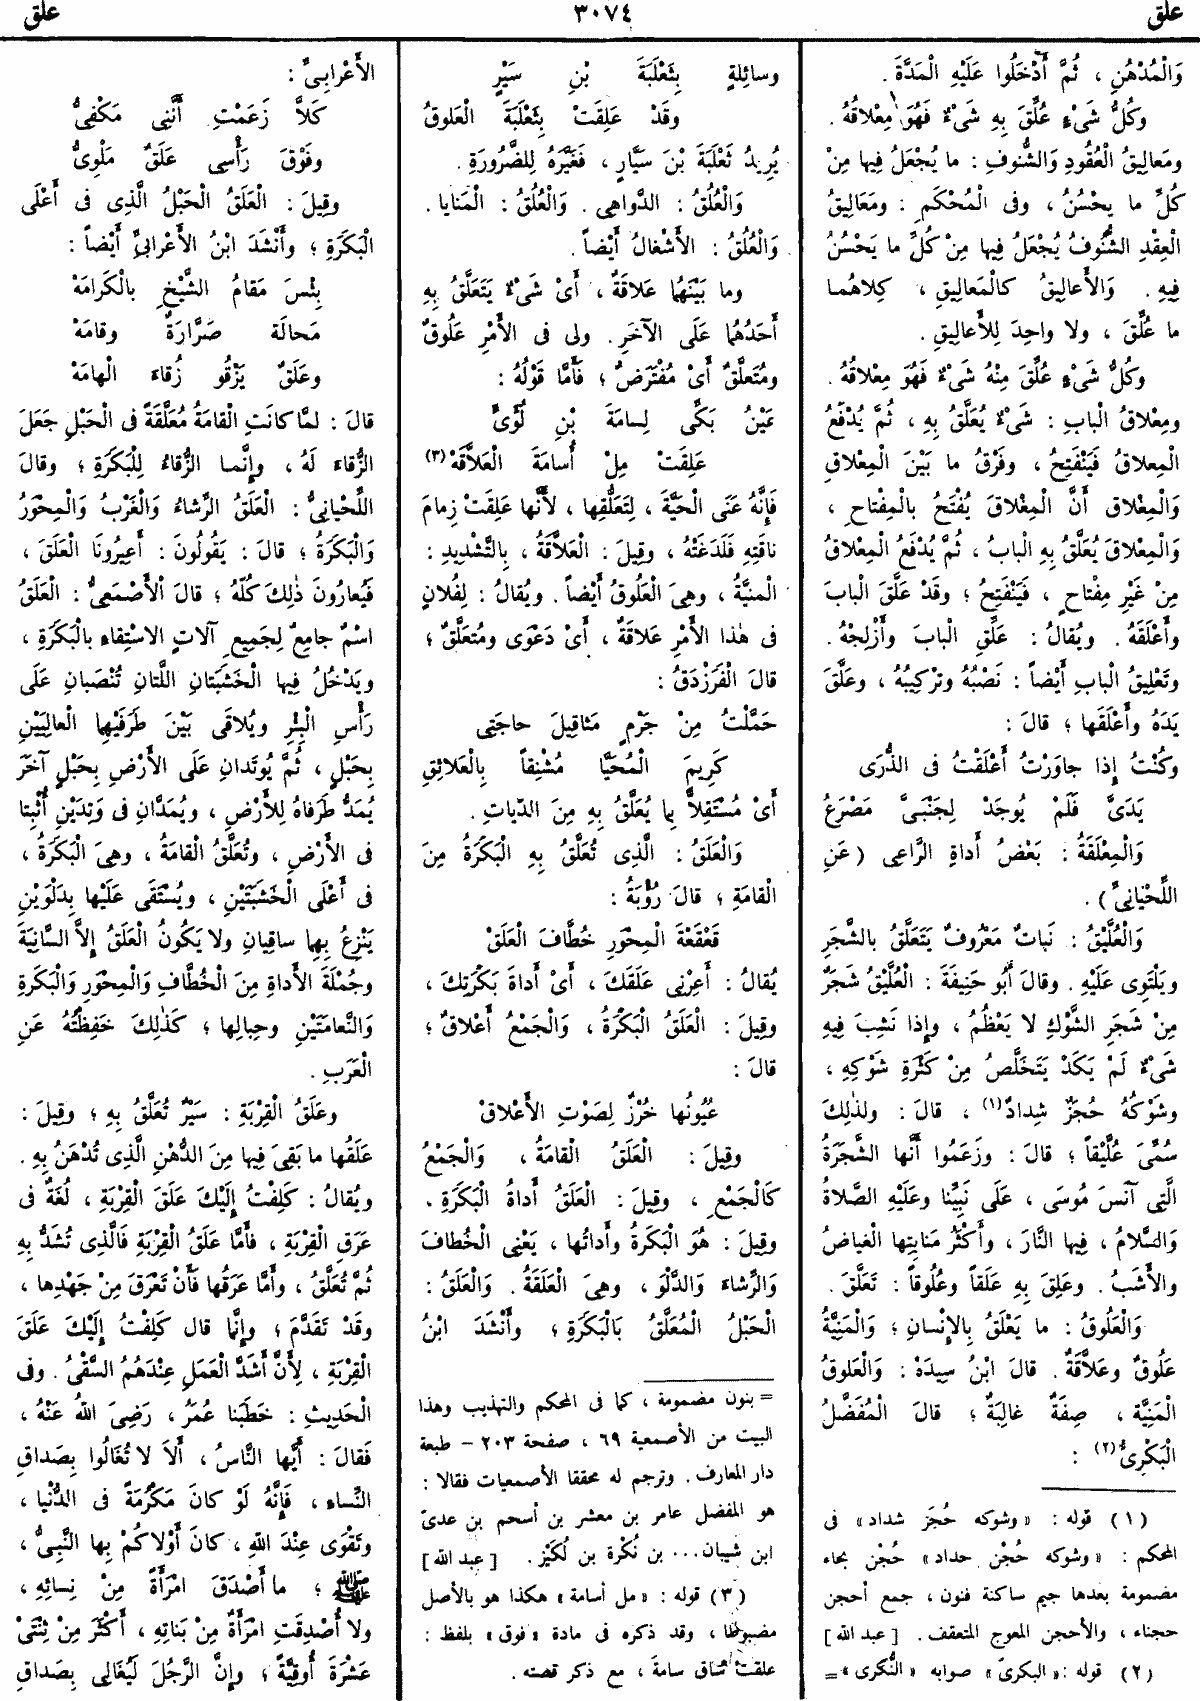 علق
٣٠٧٤
علق
وَالْمُدْهُنِ ، ثُمَّ أَدْخَلُوا عَلَيْهِ الْمَدَّةَ .
وكُلُّ شَىْءٍ عُلِّقَ بِهِ شَىْءٌ فَهُوَ مِعْلاقُهُ .
ومَعالِيقُ الْعُقُودِ وَالشُّنوفِ : ما يُجْعَلُ فِيها مِنْ
كُلِّ ما يحْسُنُ ، وفى الْمُحْكَمِ : ومَعَالِيقُ
الْعِقْدِ الشُّنُوفُ يُجْعَلُ فِيها مِنْ كُلِّ ما يَحْسُنُ
فِيهِ . وَالأَعالِيقُ كالْمَعالِيقِ ، كِلاهُما
ما عُلِّقَ ، ولا واحِدَ لِلأَعالِيقِ .
وكُلُّ شَىْءٍ عُلِّقَ مِنْهُ شَىْءٌ فَهُوَ مِعْلاقُهُ .
ومِعْلاقُ الْبابِ : شَىْءٌ يُعَلَّقُ بِهِ ، ثُمَّ يُدْفَعُ
الْمِعلاقُ فَيَنْفَتِحُ ، وفَرْقُ ما بَيْنَ الْمِعْلاقِ
وَالْمِغْلاق أَنَّ الْمِغْلاقَ يُفْتَحُ بِالْمِفْتاحِ ،
وَالْمِعْلاقَ يُعَلَّقُ بِهِ الْبابُ ، ثُمَّ يُدْفَعُ الْمِعْلاقُ
مِنْ غَيْرِ مِفْتاحٍ ، فَيَنْفَتِحُ ؛ وقَدْ عَلَّقَ الْبابَ
وأَعْلَقَهُ . ويُقالُ : عَلِّقِ الْبابَ وأَزْلِجْهُ .
وتَعْلِيقُ الْبابِ أَيْضاً : نَصْبُهُ وتَرْكِيبُهُ ، وعَلَّقَ
يَدَهُ وأَعْلَقَها ؛ قالَ :
وكُنْتُ إِذا جاوَرْتُ أَعْلَقْتُ فى الذُّرَى
يَدَىَّ فَلَمْ يُوجَدْ لِجَنْبَىَّ مَصْرَعُ
وَالْمِعْلَقَةُ : بَعْضُ أَداةِ الرَّاعِى ( عَنِ
اللِّحْيانِىِّ ) .
وَالْعُلَّيْقُ : نَباتٌ مَعْرُوفٌ يَتَعَلَّقُ بالشَّجَرِ
ويَلْتَوِى عَلَيْهِ . وقالَ أَبُو حَنِيفَةَ : الْعُلَّيْقُ شَجَرٌ
مِنْ شَجَرِ الشَّوْكِ لا يَعْظُمُ ، وإِذا نَشِبَ فِيهِ
شَىْءٌ لَمْ يَكَدْ يَتَخَلَّصُ مِنْ كَثْرَةِ شَوْكِهِ ،
وشَوْكُهُ حُجَزٌ شِدادٌ(١) ، قالَ : ولذٰلِكَ
سُمِّىَ عُلَّيْقاً ؛ قالَ : وزَعَمُوا أَنَّها الشَّجَرَةُ
الَّتِى آنَسَ مُوسَى ، عَلَى نَبِيِّنا وعَلَيْهِ الصَّلاةُ
وَالسَّلامُ ، فِيها النَّارَ ، وأَكْثَرُ مَنابِتِها الْغِياضُ
والأَشَبُ . وعَلِقَ بِهِ عَلَقاً وعُلُوقاً : تَعَلَّقَ .
وَالْعَلُوقُ : ما يَعْلَقُ بِالإِنْسانِ ؛ وَالْمَنِيَّةُ
عَلُوقٌ وعَلاَّقَةٌ . قالَ ابْنُ سِيدَهْ : وَالْعَلوقُ
الْمَنِيَّة ، صِفَةٌ غالِبَةٌ ؛ قالَ الْمُفَضَّلُ
الْبَكْرِىُّ(٢) :
(١) قوله : «وشوكه حُجَز شداد» فى
المحكم : «وشوكه حُجْن حداد» حُجْن بحاء
مضمومة بعدها جيم ساكنة فنون ، جمع أحجن
حجناء ، والأحجن المعوج المتعقف . [ عبد الله ]
(٢) قوله : «البكرىّ» صوابه «النُّكرى» =
وسائِلةٍ بِثَعْلَبَةَ بْنِ سَيْرٍ
وقَدْ عَلِقَتْ بِثَعْلَبَةَ الْعَلوقُ
يُرِيدُ ثَعْلَبَةَ بْنَ سَيَّارٍ ، فَغَيَّرَهُ لِلضَّرُورَةِ .
وَالْعُلُقُ : الدَّواهِى . وَالْعُلُقُ : الْمَنايا .
وَالْعُلُقُ : الأَشْغالُ أَيْضاً .
وما بَيْنَهُما عَلاقَةٌ ، أَىْ شَىْءٌ يَتَعَلَّقُ بِهِ
أَحَدُهُما عَلَى الآخَرِ . ولِى فى الأَمْرِ عَلُوقٌ
ومُتَعَلَّقٌ أَىْ مُفْتَرَضٌ ؛ فَأَمَّا قَوْلُهُ :
عَيْنُ بَكِّى لِسامَةَ بْنِ لُؤَىٍّ
عَلِقَتْ مِلْ أُسامَةَ الْعَلاَّقَهْ(٣)
فَإِنَّهُ عَنَى الْحَيَّةَ ، لِتَعَلُّقِها ، لأَنَّها عَلِقَتْ زِمامَ
ناقَتِهِ فَلَدَغَتْهُ ، وقِيلَ : الْعَلاَّقَةُ ، بِالتَّشْدِيدِ :
الْمَنيَّةُ ، وهِىَ الْعَلُوقُ أَيْضاً . ويُقالُ : لِفُلانٍ
فى هٰذا الأَمْرِ عَلاقَةٌ ، أَىْ دَعْوَى ومُتعَلَّقٌ ؛
قالَ الْفَرَزْدَقُ :
حَمَّلْتُ مِنْ جَرْمٍ مَثاقِيلَ حاجَتِى
كَرِيمَ الْمُحَيَّا مُشْنِقاً بِالْعَلائِقِ
أَىْ مُسْتَقِلاًّ بِما يُعَلَّقُ بِهِ مِنَ الدِّياتِ .
وَالْعَلَقُ : الَّذِى تُعَلَّقُ بِهِ الْبَكَرَةُ مِنَ
الْقامَةِ ؛ قالَ رُؤْبَةُ :
قَعْقَعَةَ الْمِحْوَرِ خُطَّافَ الْعَلَقْ
يُقالُ : أَعِرْنِى عَلَقَكَ ، أَىْ أَداةَ بَكْرَتِكَ ،
وقِيلَ : الْعَلَقُ الْبَكَرَةُ ، وَالْجَمْعُ أَعْلاقٌ ؛
قالَ :
عُيُونُها خُرْزٌ لِصَوْتِ الأَعْلاقْ
وقِيلَ : الْعَلَقُ الْقامَةُ ، وَالْجَمْعُ
كَالْجَمْعِ ، وقِيلَ : الْعَلَقُ أَداةُ الْبَكَرَةِ .
وقِيلَ : هُوَ الْبَكَرَةُ وأَداتُها ، يَعْنِى الْخُطافَ
وَالرِّشاءَ وَالدَّلْوَ ، وهِىَ الْعَلَقَةُ . وَالْعَلَقُ :
الْحَبْلُ الْمُعَلَّقُ بَالْبَكَرَةِ ؛ وأَنْشَدَ ابْنُ
= بنون مضمومة ، كما فى المحكم والتهذيب وهذا
البيت من الأصمعية ٦٩ ، صفحة ٢٠٣ - طبعة
دار المعارف . وترجم له محققا الأصمعيات فقالا :
هو المفضل عامر بن معشر بن أسحم بن عدىّ
ابن شيبان... بن نُكْرة بن لُكَيْز . [ عبد الله ]
(٣) قوله : «مل أسامة» هكذا هو بالأصل
مضبوطا ، وقد ذكره فى مادة «فوق» بلفظ :
علقت ساق سامةَ ، مع ذكر قصته .
الأَعْرابِىِّ :
كَلاَّ زَعَمْتِ أَنَّنِى مَكْفِىُّ
وفَوْقَ رَأْسِى عَلَقٌ مَلْوِىُّ
وقِيلَ : الْعَلَقُ الْحَبْلُ الَّذِى فى أَعْلَى
الْبَكَرَةِ ؛ وأَنْشَدَ ابْنُ الأَعْرابىِّ أَيْضاً :
بِئْسَ مَقامُ الشَّيْخِ بالْكَرامَهْ
مَحالَة صَرَّارَةٌ وقامَهْ
وعَلَقٌ يَزْقُو زُقاءَ الْهامَهْ
قالَ : لمَّا كانَتِ الْقامَةُ مُعَلَّقَةً فى الْحَبْلِ جَعَلَ
الزُّقاءَ لَهُ ، وإِنَّما الزُّقاءُ لِلْبَكَرَةِ ؛ وقالَ
اللِّحْيانِىُّ : الْعَلَقُ الرِّشاءُ وَالْغَرْبُ وَالْمِحْوَرُ
وَالْبَكَرَةُ ؛ قالَ : يَقُولُونَ : أَعِيرُونَا الْعَلَقَ ،
فَيُعارُونَ ذٰلِكَ كُلَّهُ ؛ قالَ اْلأَصْمَعِىُّ : الْعَلَقُ
اسْمٌ جامِعٌ لِجَمِيعِ آلاتِ الاسْتِقاءِ بالْبَكَرَةِ ،
ويَدْخُلُ فِيها الْخَشَبَتانِ اللَّتانِ تُنْصَبانِ عَلَى
رَأْسِ الْبِئْرِ ويُلاقَى بَيْنَ طَرَفَيْهِما الْعالِيَيْنِ
بِحَبْلٍ ، ثُمَّ يُوتَدانِ عَلَى الأَرْضِ بِحَبْلٍ آخَرَ
يُمَدُّ طَرَفاهُ لِلأَرْضِ ، ويُمَدَّانِ فى وَتِدَيْنِ أُثْبِتا
فى الأَرْضِ ، وتُعَلَّقُ الْقامَةُ ، وهِىَ الْبَكَرَةُ ،
فى أَعْلَى الْخَشَبَتَيْنِ ، ويُسْتَقَى عَلَيْها بِدَلْوَيْنِ
يَنْزِعُ بِهِما ساقِيانِ ولا يَكُونُ الْعَلَقُ إِلاَّ السَّانِيَةَ
وجُمْلَةَ الأَداةِ مِنَ الْخُطَّافِ وَالْمِحْوَرِ وَالْبَكَرَةِ
وَالنَّعامَتَيْنِ وحِبالِها ؛ كَذٰلِكَ حَفِظْتُهُ عَنِ
الْعَرَبِ .
وعَلَقُ الْقِرْبَةِ : سَيْرٌ تُعَلَّقُ بِهِ ؛ وقِيلَ :
عَلَقُها ما بَقِىَ فِيها مِنَ الدُّهْنِ الَّذِى تُدْهَنُ بِهِ .
ويُقالُ : كَلِفْتُ إِلَيْكَ عَلَقَ الْقِرْبَةِ ، لُغَةٌ فى
عَرَقِ الْقِرْبَةِ ، فَأَمَّا عَلَقُ الْقِرْبَةِ فَالَّذِى تُشَدُّ بِهِ
ثُمَّ تُعَلَّقُ ، وأَمَّا عَرَقُها فَأَنْ تَعْرَقَ مِنْ جَهْدِها ،
وقَدْ تَقَدَّمَ ؛ وإِنَّما قال كَلِفْتُ إِلَيْكَ عَلَقَ
الْقِرْبَةِ ، لِأَنَّ أَشَدَّ الْعَمَلِ عِنْدَهُمُ السَّقْىُ . وفى
الْحَدِيثِ : خَطَبَنا عُمَرُ ، رَضِىَ اللهُ عَنْهُ ،
فَقالَ : أَيُّها النَّاسُ ، أَلاَ لا تُغَالُوا بِصَداقِ
النِّساءِ ، فَإِنَّهُ لَوْ كانَ مَكْرُمَةً فى الدُّنْيا ،
وتَقْوَى عِنْدَ اللهِ ، كانَ أَوْلاكُمْ بِها النَّبِىُّ ،
ﷺ ؛ ما أَصْدَقَ امْرَأَةً مِنْ نِسائِهِ ،
ولا أُصْدِقَتِ امْرَأَةٌ مِنْ بَناتِهِ ، أَكْثَرَ مِنْ ثِنْتَىْ
عَشْرَةَ أُوقِيَّةً ؛ وإِنَّ الرَّجُلَ لَيُغَالِى بِصَداقِ